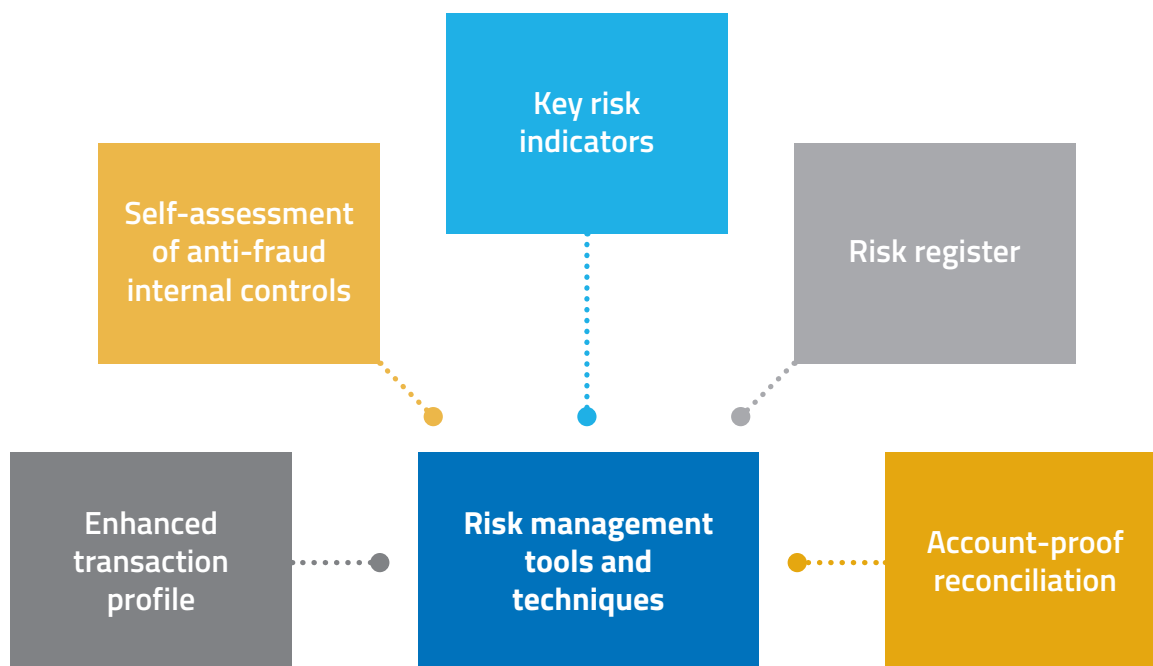 Key risk
indicators
Self-assessment
of anti-fraud
internal controls
Risk register
Enhanced
transaction
profile
Risk management
tools and
techniques
Account-proof
reconciliation